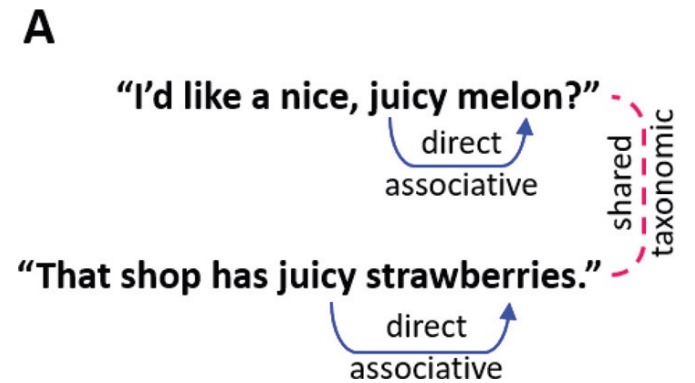 A
“I’d like a nice, juicy melon?”
direct
associative
shared
taxonomic
“That shop has juicy strawberries.”
direct
associative